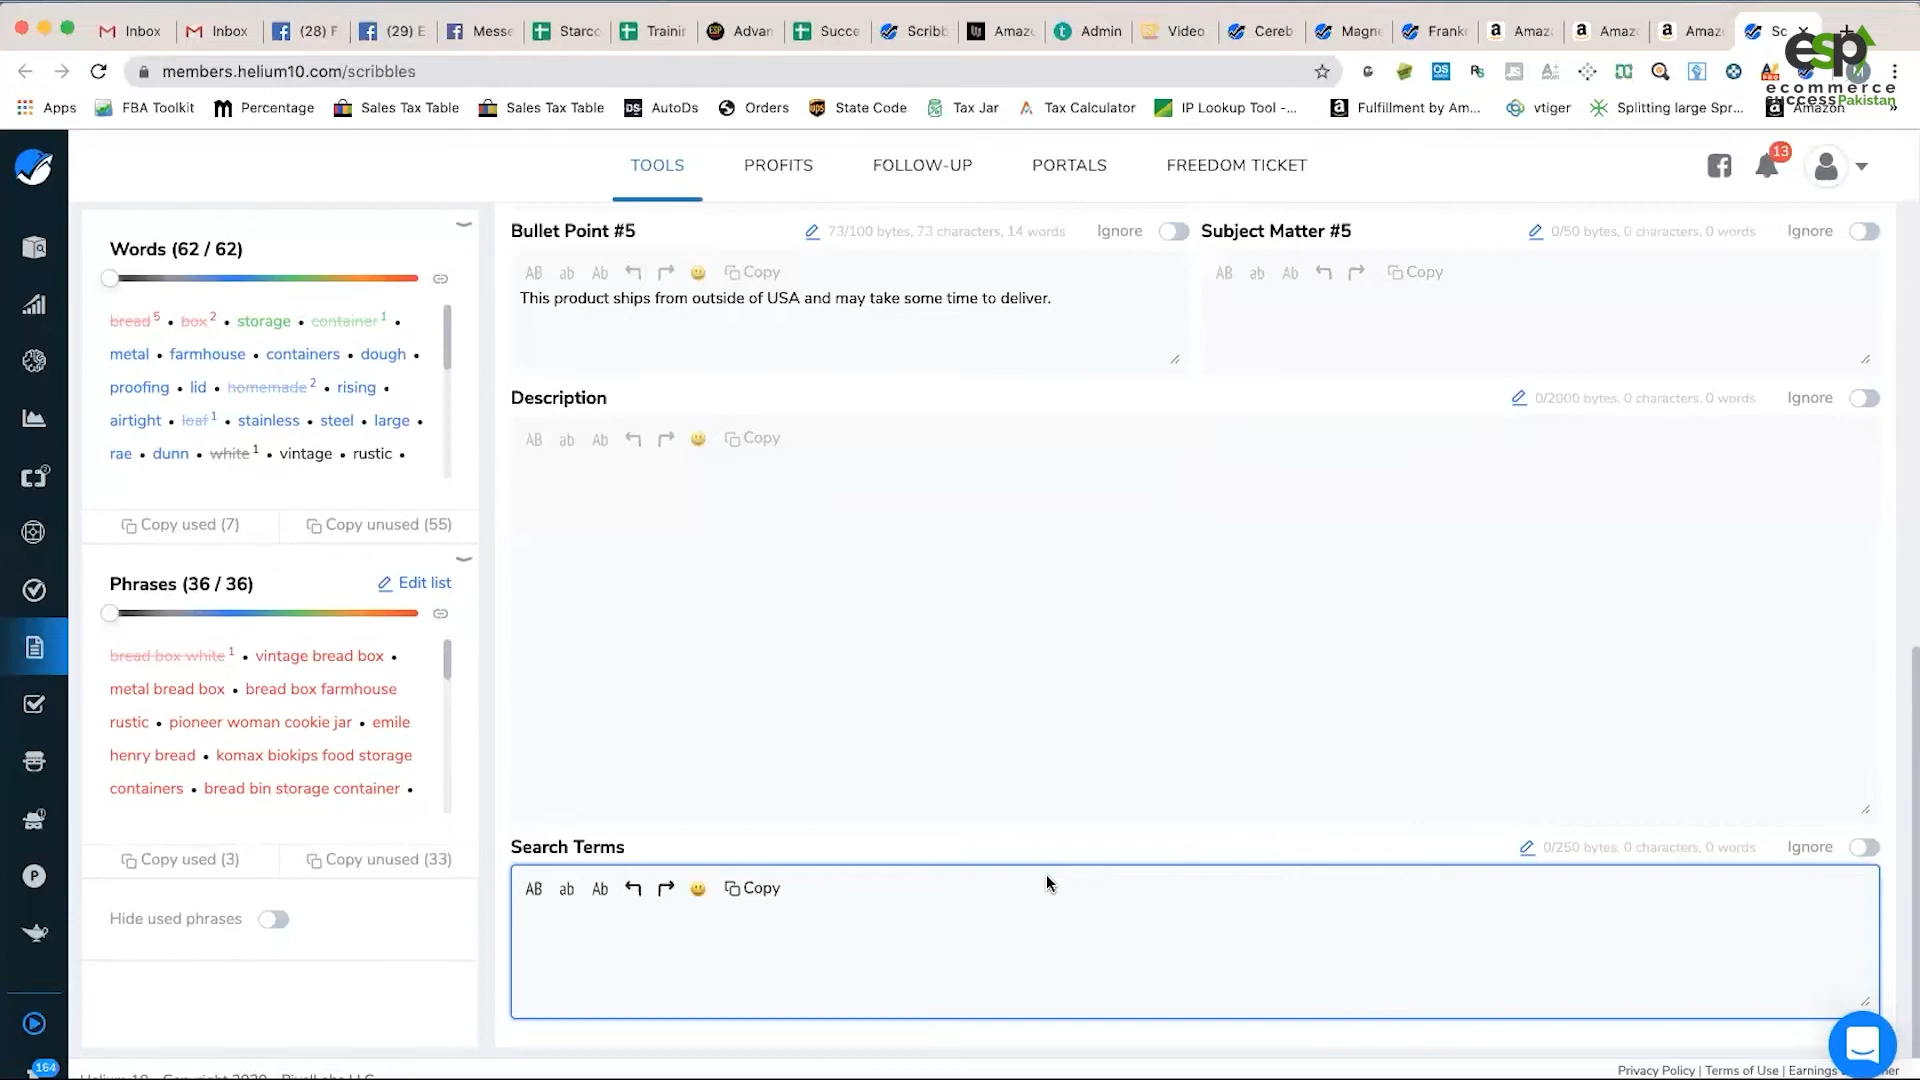 Inbox Inbox (28) F (29) E Messe Starco Trainin Advan Succe Scribb Amaz Admin Video Cereb Magne Frank Amaz Amaz Amaz Sc
members.helium10.com/scribbles
esp
ecommerce
successPakistan
Apps FBA Toolkit Percentage Sales Tax Table Sales Tax Table AutoDs Orders State Code Tax Jar Tax Calculator IP Lookup Tool -... Fulfillment by Am... vtiger Splitting large Spr... Amazon »
TOOLS PROFITS FOLLOW-UP PORTALS FREEDOM TICKET 13
Words (62 / 62)
bread 5 • box 2 • storage • container 1 •
metal • farmhouse • containers • dough •
proofing • lid • homemade 2 • rising •
airtight • loaf 1 • stainless • steel • large •
rae • dunn • white 1 • vintage • rustic •
Copy used (7) Copy unused (55)
Phrases (36 / 36) Edit list
bread box white 1 • vintage bread box •
metal bread box • bread box farmhouse
rustic • pioneer woman cookie jar • emile
henry bread • komax biokips food storage
containers • bread bin storage container •
Copy used (3) Copy unused (33)
Hide used phrases
Bullet Point #5 73/100 bytes, 73 characters, 14 words Ignore
AB ab Ab Copy
This product ships from outside of USA and may take some time to deliver.
Subject Matter #5 0/50 bytes, 0 characters, 0 words Ignore
AB ab Ab Copy
Description 0/2000 bytes, 0 characters, 0 words Ignore
AB ab Ab Copy
Search Terms 0/250 bytes, 0 characters, 0 words Ignore
AB ab Ab Copy
164
Privacy Policy | Terms of Use | Earnings